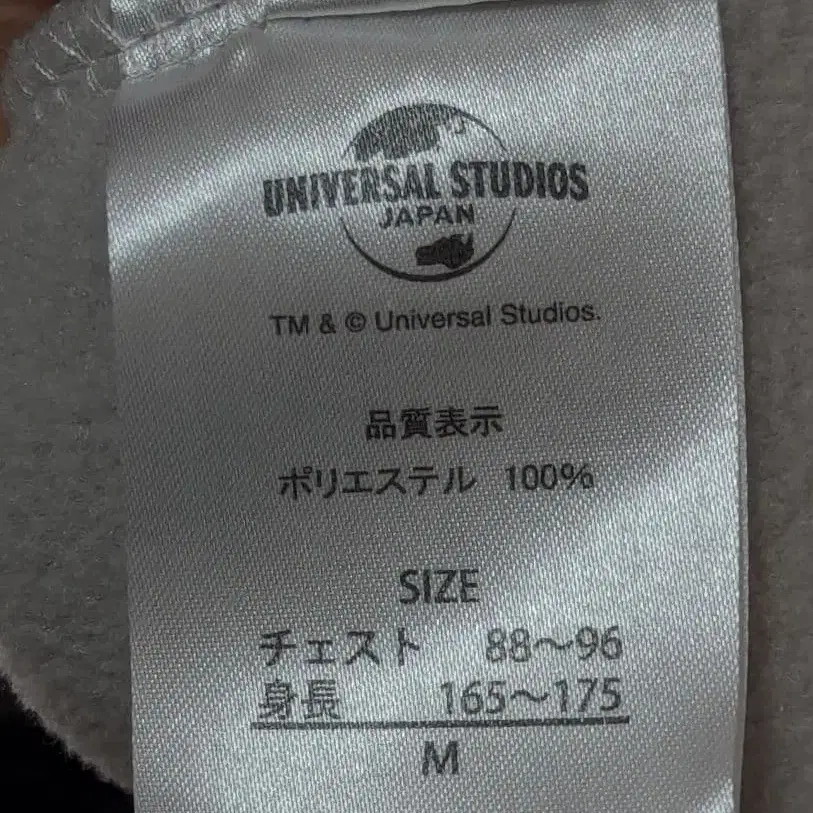 UNIVERSAL STUDIOS
JAPAN
TM & © Universal Studios.
品質表示
ポリエステル 100%
SIZE
チェスト 88〜96
身長 165〜175
M